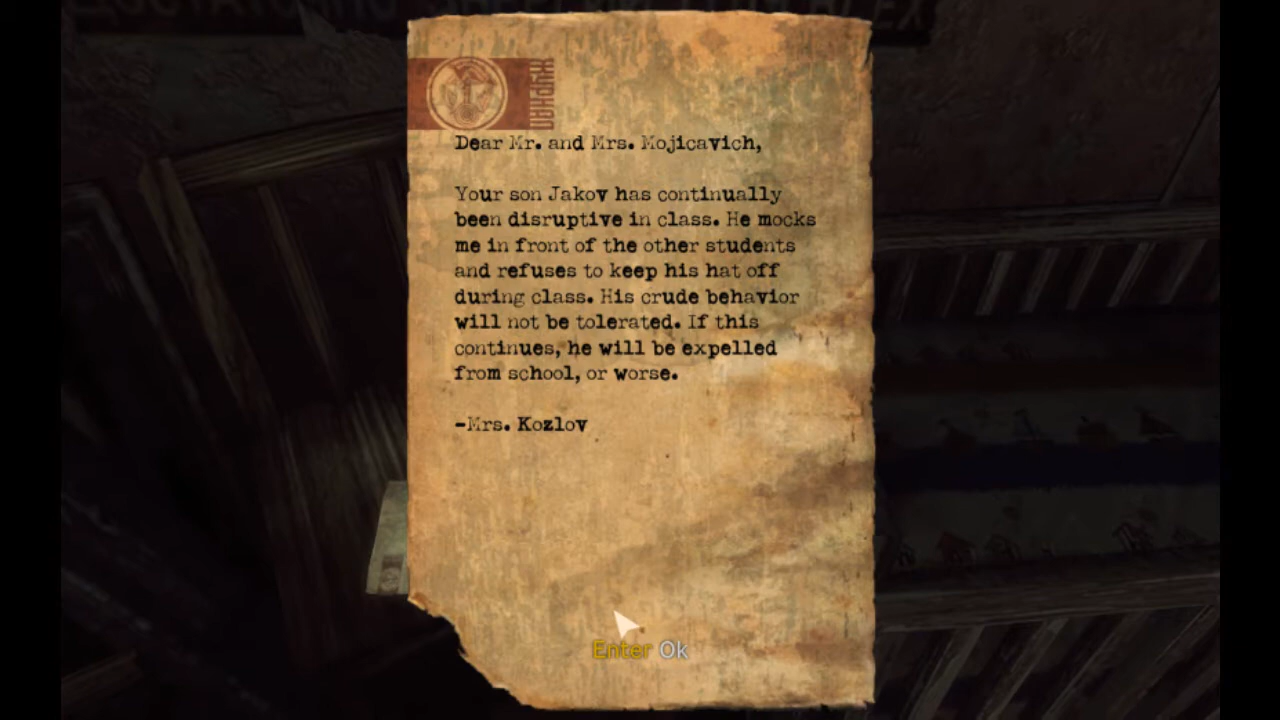 Dear Mr. and Mrs. Mojicavich,
Your son Jakov has continually
been disruptive in class. He mocks
me in front of the other students
and refuses to keep his hat off
during class. His crude behavior
will not be tolerated. If this
continues, he will be expelled
from school, or worse.
-Mrs. Kozlov
Enter Ok